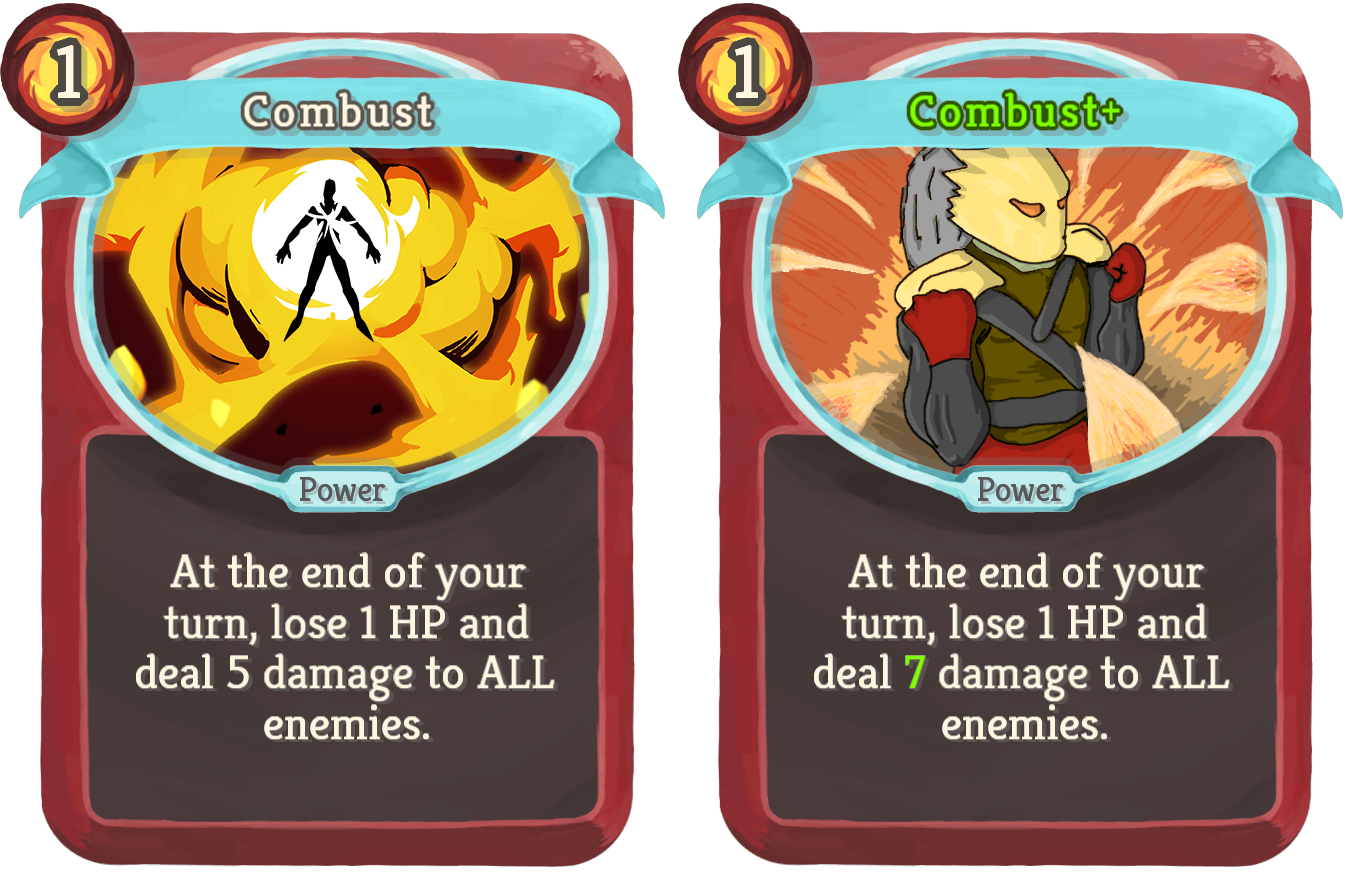 1
Combust
Power
At the end of your
turn, lose 1 HP and
deal 5 damage to ALL
enemies.
1
Combust+
Power
At the end of your
turn, lose 1 HP and
deal 7 damage to ALL
enemies.